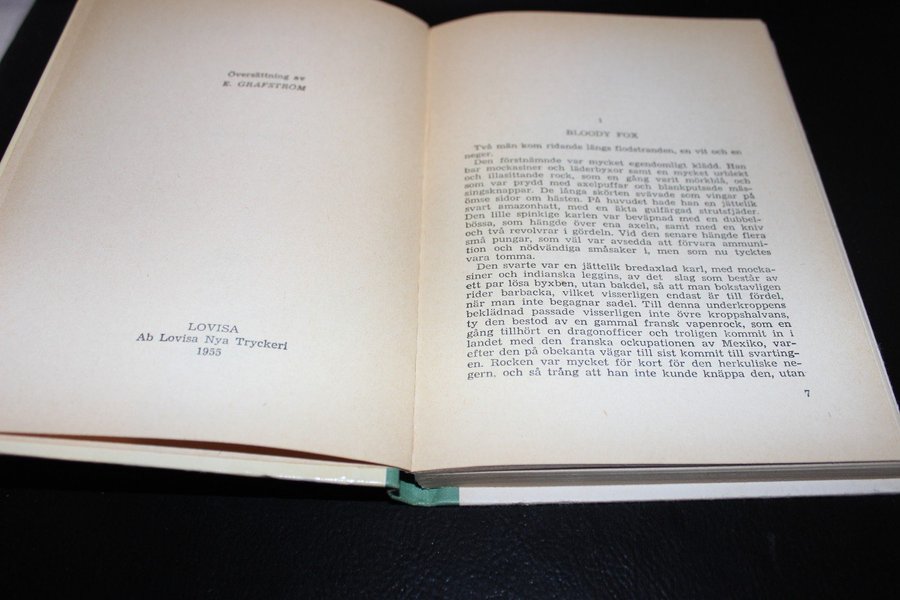 Översättning av
E. GRAFSTRÖM
LOVISA
Ab Lovisa Nya Tryckeri
1955
1
BLOODY FOX
Två män kom ridande längs flodstranden, en vit och en
neger.
Den förstnämnde var mycket egendomligt klädd. Han
bar mockasiner och läderbyxor samt en mycket urblekt
och illasittande rock, som en gång varit mörkblå, och
som var prydd med axelpuffar och blankputsade mäs-
singsknappar. De långa skörten svävade som vingar på
ömse sidor om hästen. På huvudet hade han en jättelik
svart amazonhatt, med en äkta gulfärgad strutsfjäder.
Den lille spinkige karlen var beväpnad med en dubbel-
bössa, som hängde över ena axeln, samt med en kniv
och två revolvrar i gördeln. Vid den senare hängde flera
små pungar, som väl var avsedda att förvara ammuni-
tion och nödvändiga småsaker i, men som nu tycktes
vara tomma.
Den svarte var en jättelik bredaxlad karl, med mocka-
siner och indianska leggins, av det slag som består av
ett par lösa byxben, utan bakdel, så att man bokstavligen
rider barbacka, vilket visserligen endast är till fördel,
när man inte begagnar sadel. Till denna underkroppens
beklädnad passade visserligen inte övre kroppshalvans,
ty den bestod av en gammal fransk vapenrock, som en
gång tillhört en dragonofficer och troligen kommit in i
landet med den franska ockupationen av Mexiko, var-
efter den på obekanta vägar till sist kommit till svarting-
en. Rocken var mycket för kort för den herkuliske ne-
gern, och så trång att han inte kunde knäppa den, utan
7